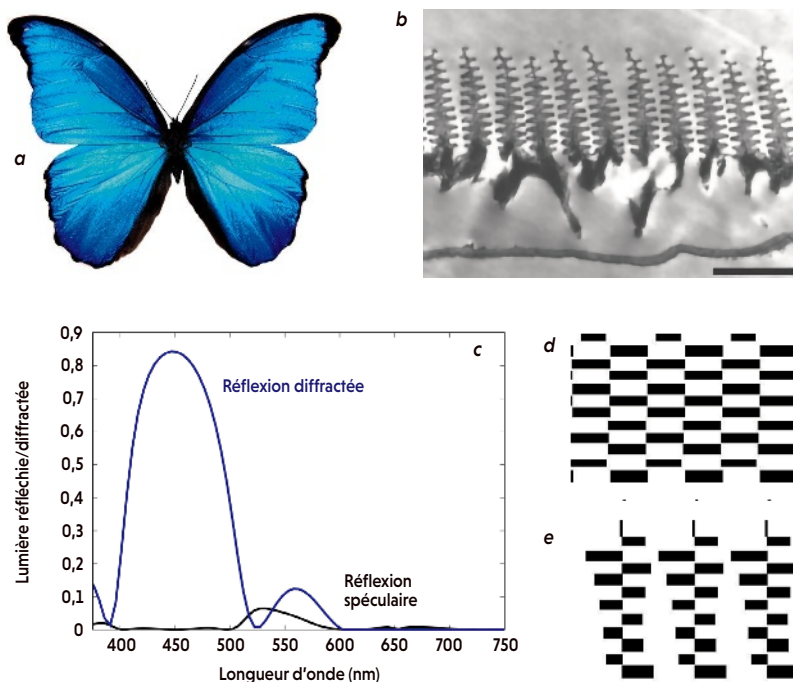 a
b
c
0,9
0,8
0,7
0,6
0,5
0,4
0,3
0,2
0,1
0
Lumière réfléchie/diffractée
Réflexion diffractée
Réflexion
spéculaire
400 450 500 550 600 650 700 750
Longueur d'onde (nm)
d
e